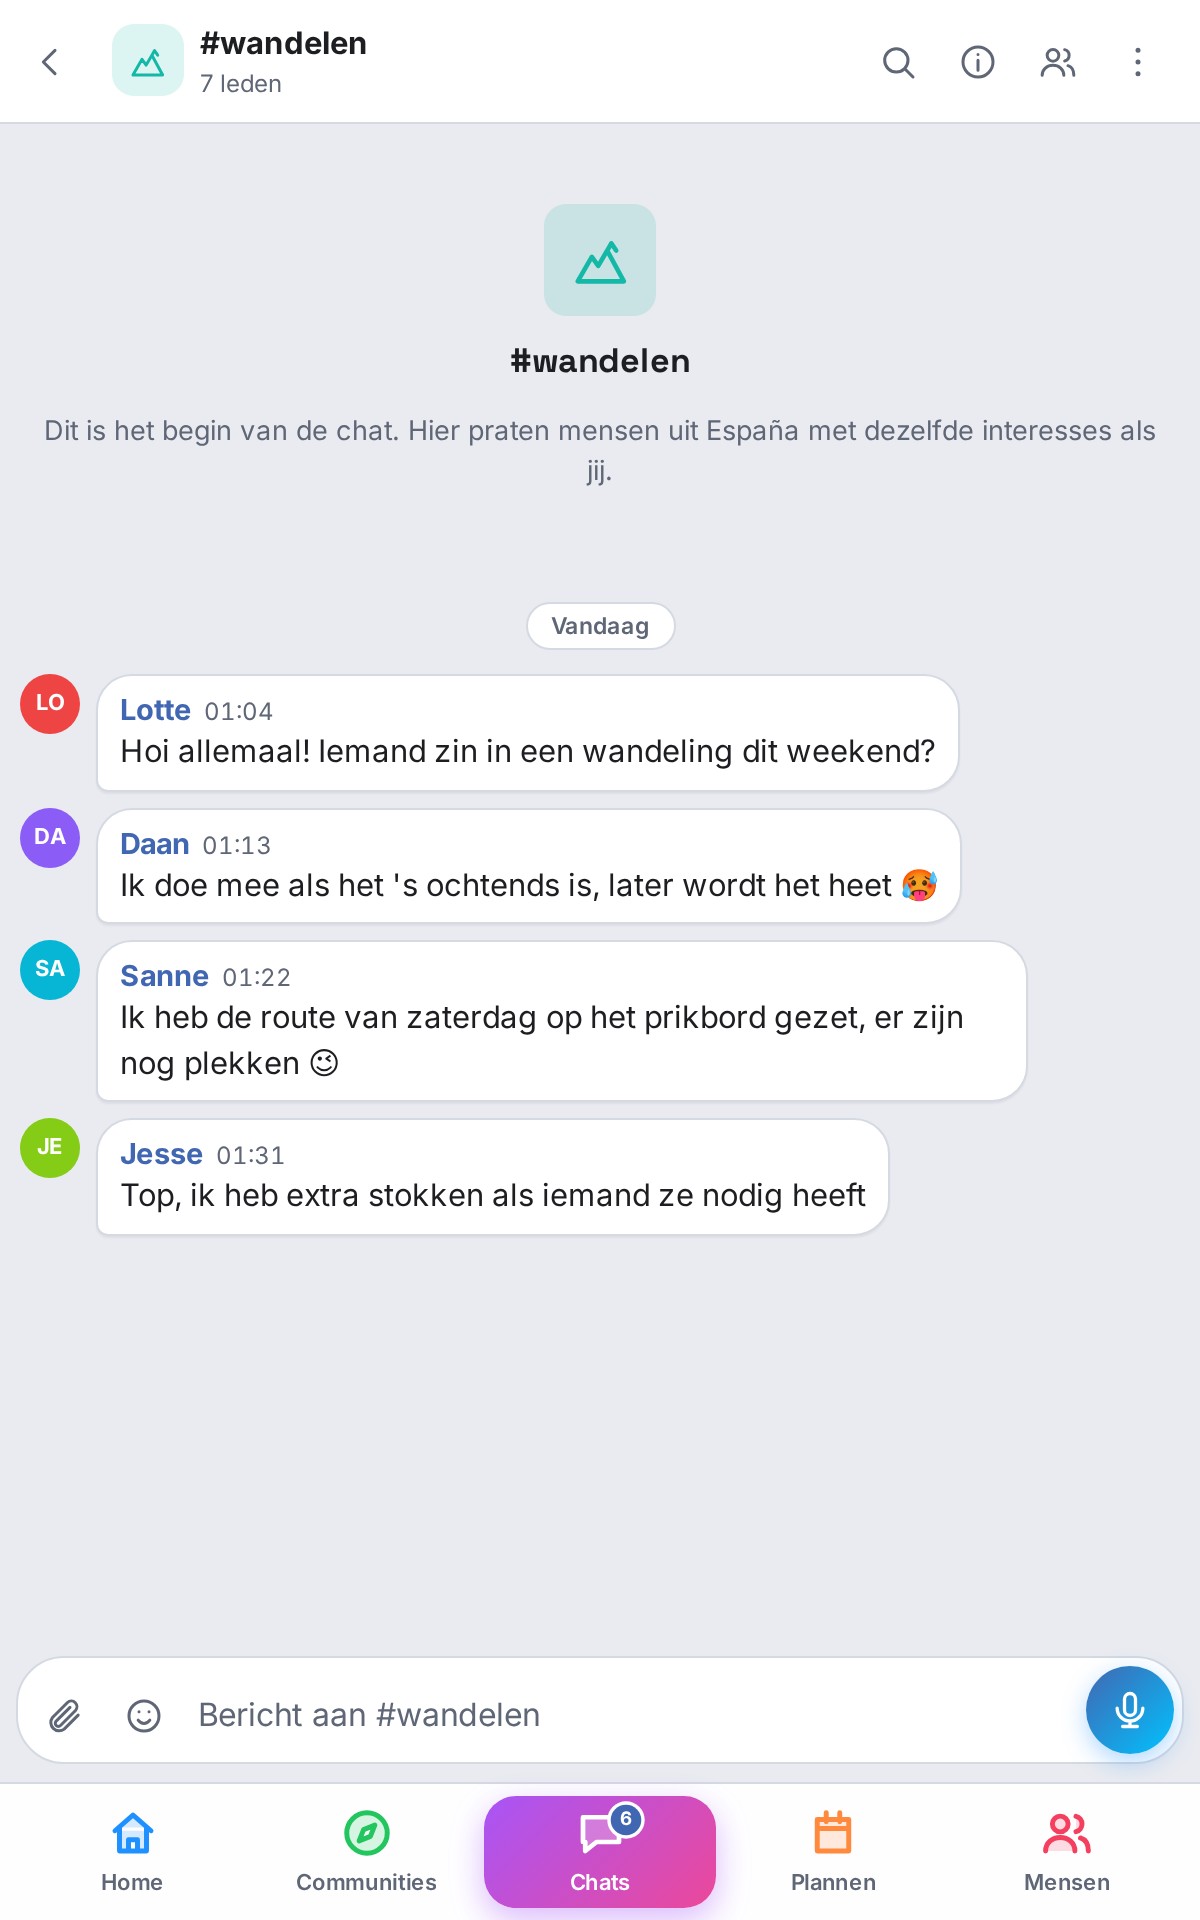 #wandelen
7 leden
#wandelen
Dit is het begin van de chat. Hier praten mensen uit España met dezelfde interesses als
jij.
Vandaag
LO
Lotte 01:04
Hoi allemaal! Iemand zin in een wandeling dit weekend?
DA
Daan 01:13
Ik doe mee als het 's ochtends is, later wordt het heet 🥵
SA
Sanne 01:22
Ik heb de route van zaterdag op het prikbord gezet, er zijn
nog plekken 😉
JE
Jesse 01:31
Top, ik heb extra stokken als iemand ze nodig heeft
Bericht aan #wandelen
6
Home
Communities
Chats
Plannen
Mensen